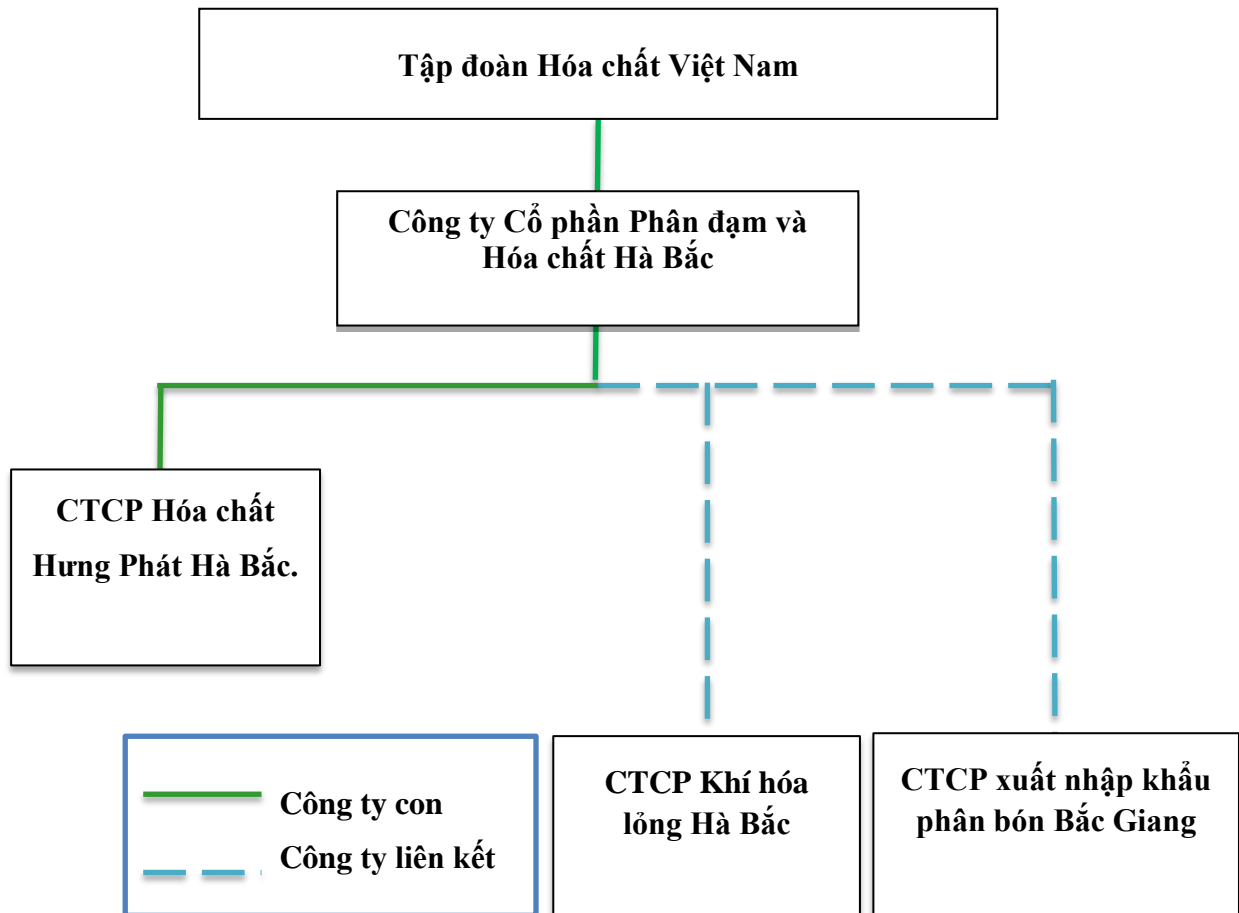 Tập đoàn Hóa chất Việt Nam
Công ty Cổ phần Phân đạm và
Hóa chất Hà Bắc
CTCP Hóa chất
Hưng Phát Hà Bắc.
Công ty con
Công ty liên kết
CTCP Khí hóa
lỏng Hà Bắc
CTCP xuất nhập khẩu
phân bón Bắc Giang